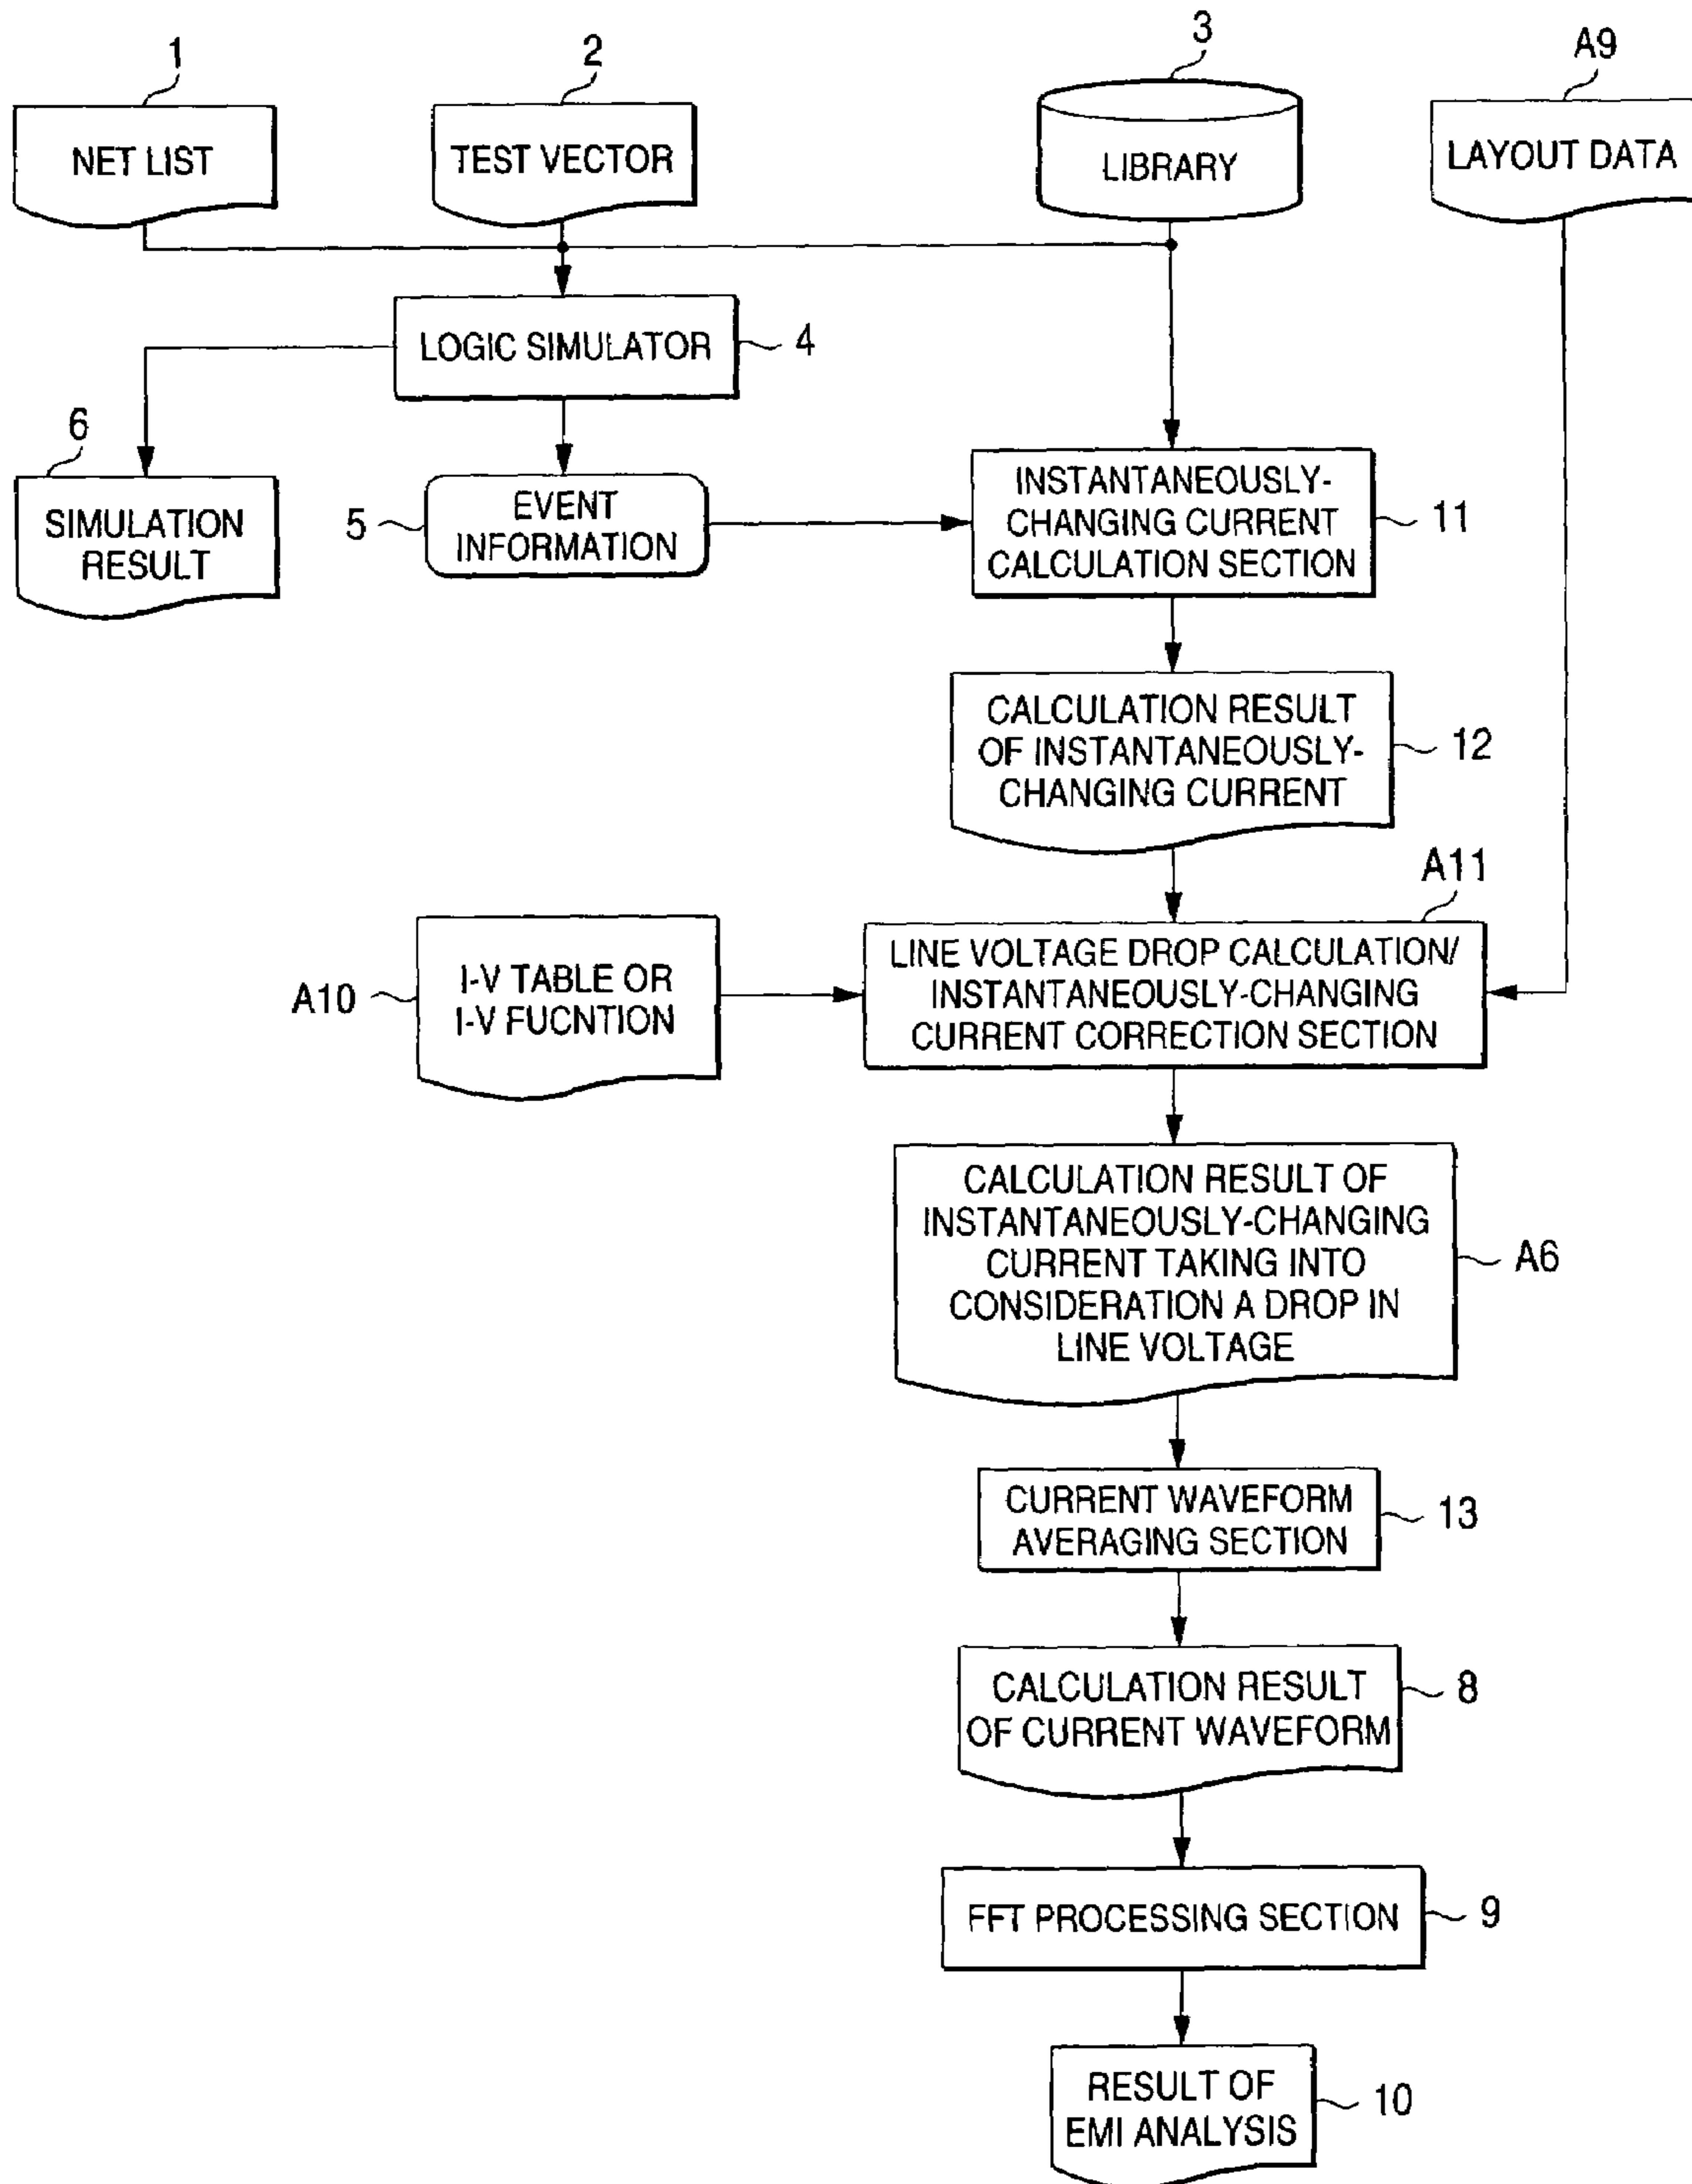 1
2
3
A9
NET LIST
TEST VECTOR
LIBRARY
LAYOUT DATA
LOGIC SIMULATOR
4
6
SIMULATION
RESULT
5
EVENT
INFORMATION
INSTANTANEOUSLY-
CHANGING CURRENT
CALCULATION SECTION
11
CALCULATION RESULT
OF INSTANTANEOUSLY-
CHANGING CURRENT
12
A11
A10
I-V TABLE OR
I-V FUCNTION
LINE VOLTAGE DROP CALCULATION/
INSTANTANEOUSLY-CHANGING
CURRENT CORRECTION SECTION
CALCULATION RESULT OF
INSTANTANEOUSLY-CHANGING
CURRENT TAKING INTO
CONSIDERATION A DROP IN
LINE VOLTAGE
A6
CURRENT WAVEFORM
AVERAGING SECTION
13
CALCULATION RESULT
OF CURRENT WAVEFORM
8
FFT PROCESSING SECTION
9
RESULT OF
EMI ANALYSIS
10